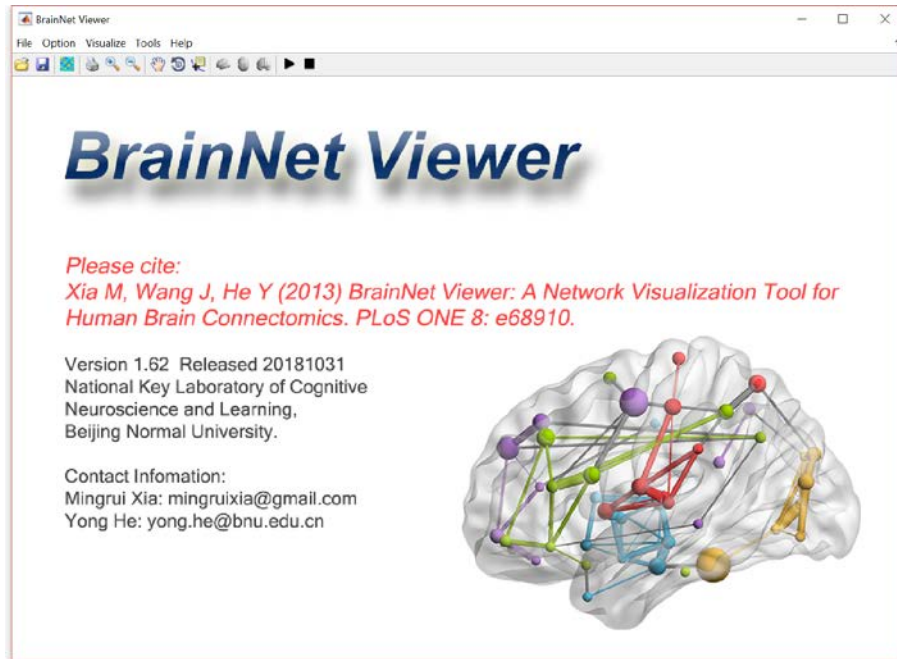 BrainNet Viewer
File Option Visualize Tools Help
BrainNet Viewer
Please cite:
Xia M, Wang J, He Y (2013) BrainNet Viewer: A Network Visualization Tool for
Human Brain Connectomics. PLoS ONE 8: e68910.
Version 1.62 Released 20181031
National Key Laboratory of Cognitive
Neuroscience and Learning,
Beijing Normal University.
Contact Infomation:
Mingrui Xia: mingruixia@gmail.com
Yong He: yong.he@bnu.edu.cn